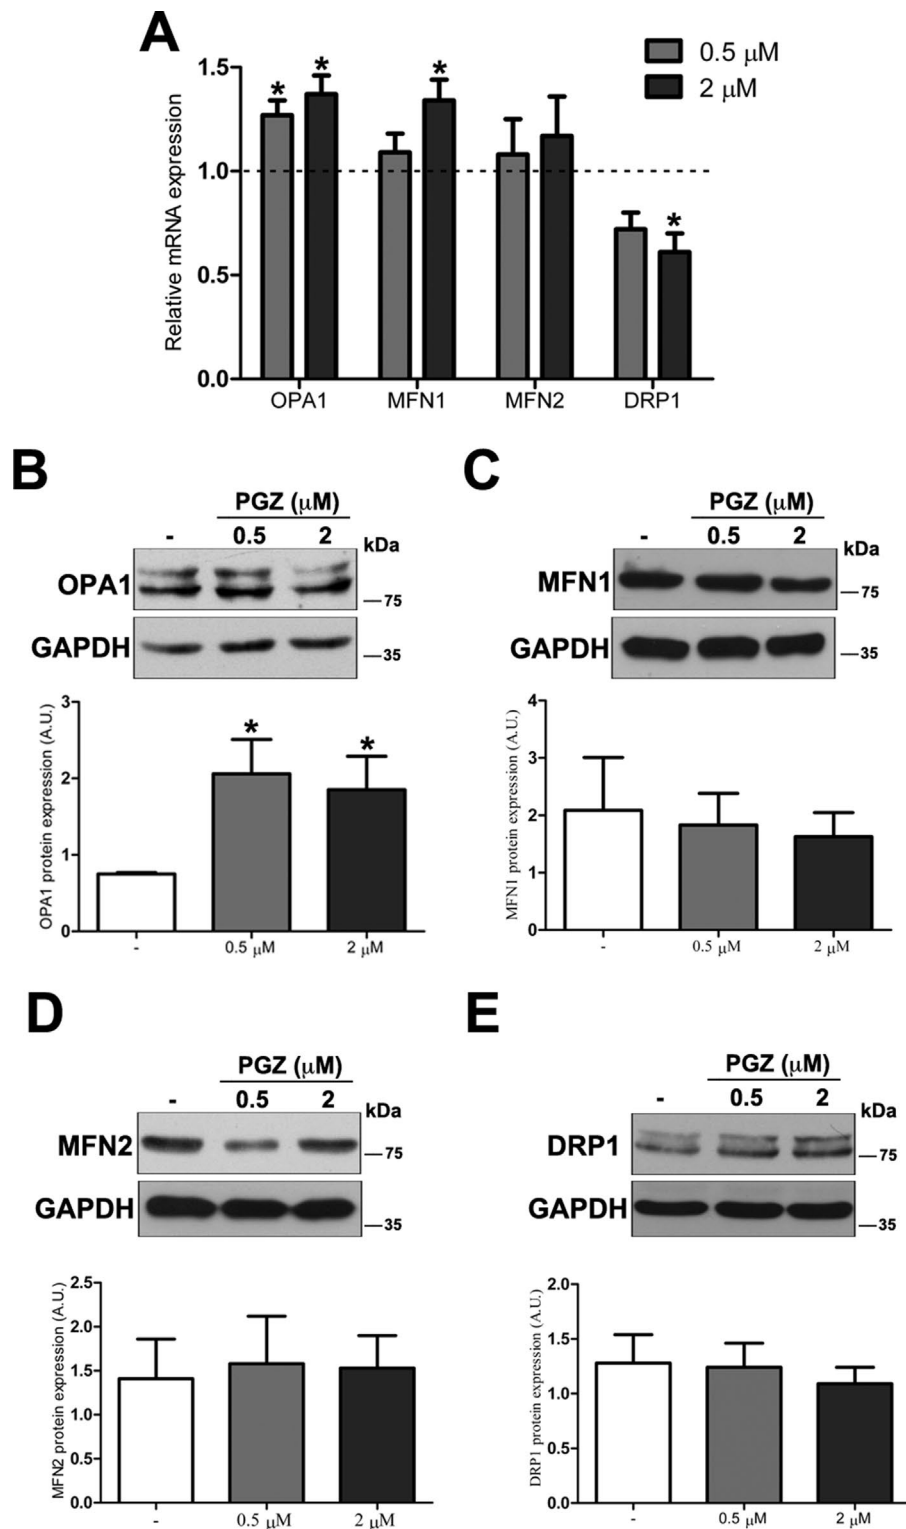 A
0.5 μM
2 μM
Relative mRNA expression
1.5
1.0
0.5
0.0
* * * *
OPA1 MFN1 MFN2 DRP1
B
PGZ (μM)
- 0.5 2 kDa
OPA1 —75
GAPDH —35
OPA1 protein expression (A.U.)
3
2
1
0
* *
- 0.5 μM 2 μM
C
PGZ (μM)
- 0.5 2 kDa
MFN1 —75
GAPDH —35
MFN1 protein expression (A.U.)
4
3
2
1
0
- 0.5 μM 2 μM
D
PGZ (μM)
- 0.5 2 kDa
MFN2 —75
GAPDH —35
MFN2 protein expression (A.U.)
2.5
2.0
1.5
1.0
0.5
0.0
- 0.5 μM 2 μM
E
PGZ (μM)
- 0.5 2 kDa
DRP1 —75
GAPDH —35
DRP1 protein expression (A.U.)
2.0
1.5
1.0
0.5
0.0
- 0.5 μM 2 μM